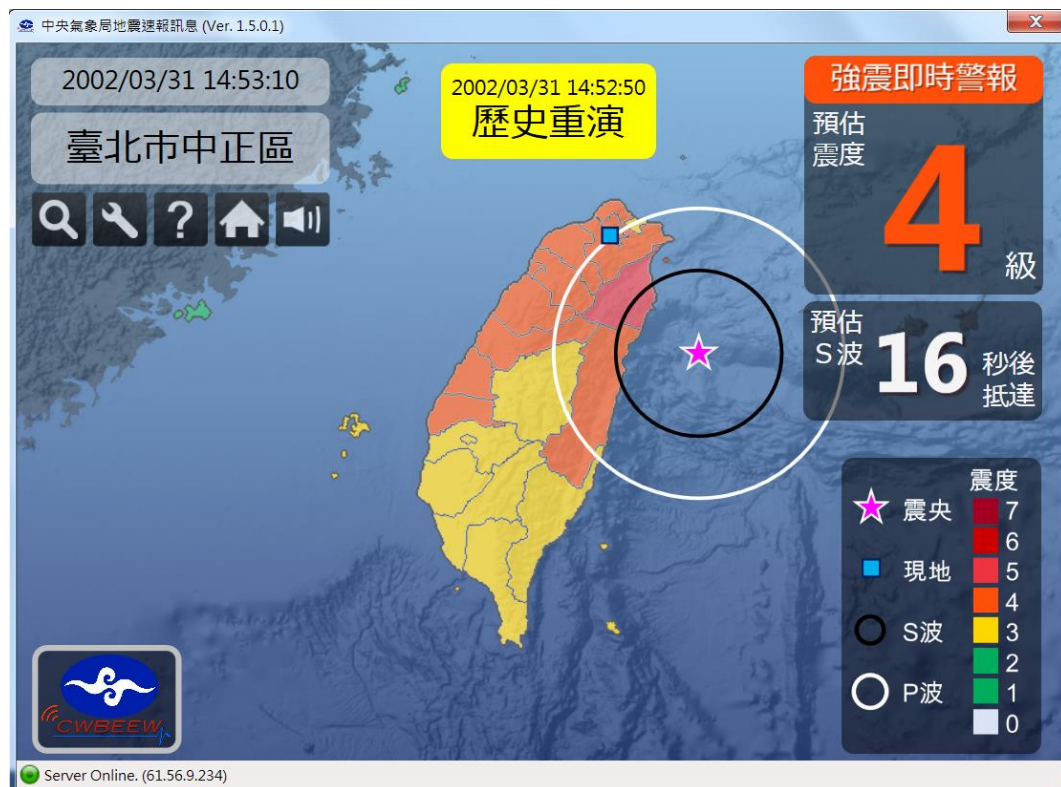 中央氣象局地震速報訊息 (Ver. 1.5.0.1)
2002/03/31 14:53:10
臺北市中正區
2002/03/31 14:52:50
歷史重演
強震即時警報
預估
震度
4
級
預估
S波
16
秒後
抵達
震度
震央
現地
S波
P波
7
6
5
4
3
2
1
0
CWBEEW
Server Online. (61.56.9.234)